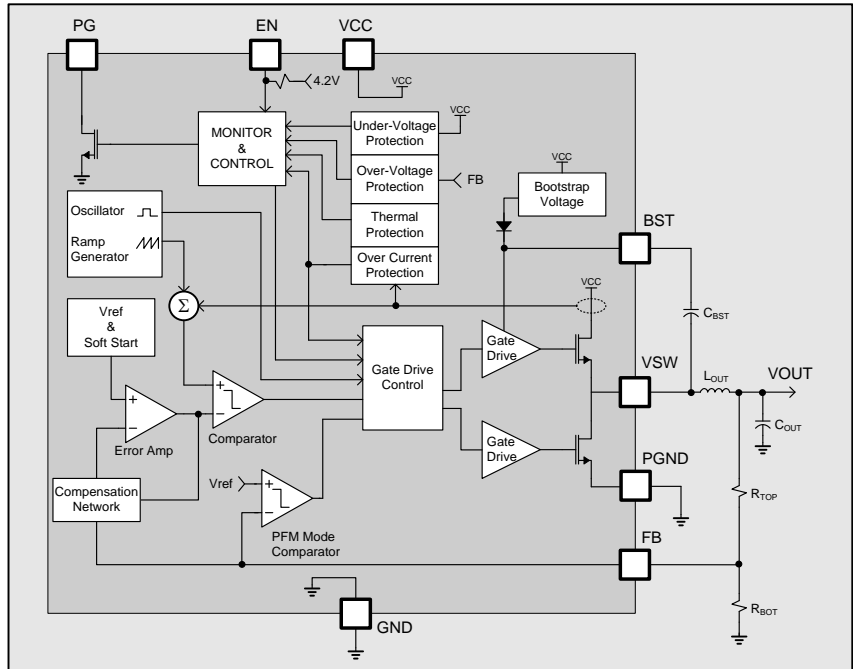 PG
EN
VCC
4.2V
VCC
MONITOR
&
CONTROL
Under-Voltage
Protection
VCC
Over-Voltage
Protection
FB
Thermal
Protection
Over Current
Protection
VCC
Bootstrap
Voltage
Oscillator
Ramp
Generator
Σ
BST
VCC
CBST
Vref
&
Soft Start
Gate Drive
Control
Gate
Drive
VSW
LOUT
VOUT
COUT
+
−
Error Amp
+
−
Comparator
Gate
Drive
PGND
Compensation
Network
Vref
+
−
PFM Mode
Comparator
RTOP
FB
RBOT
GND